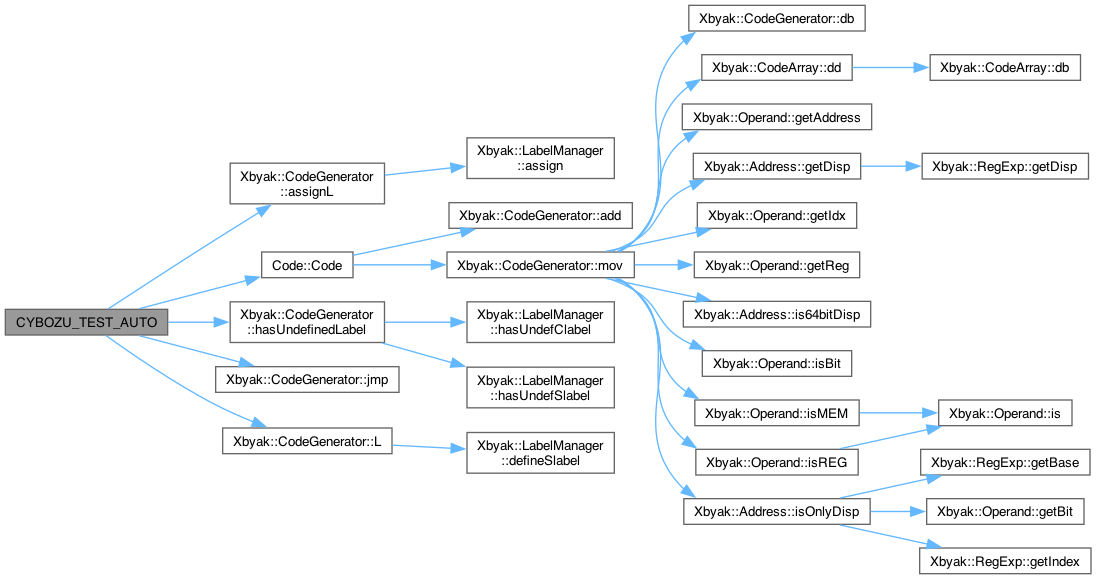 Xbyak::CodeGenerator::db
Xbyak::CodeArray::dd
Xbyak::CodeArray::db
Xbyak::Operand::getAddress
Xbyak::LabelManager
::assign
Xbyak::CodeGenerator
::assignL
Xbyak::Address::getDisp
Xbyak::RegExp::getDisp
Xbyak::CodeGenerator::add
Xbyak::Operand::getIdx
Code::Code
Xbyak::CodeGenerator::mov
Xbyak::Operand::getReg
CYBOZU_TEST_AUTO
Xbyak::CodeGenerator
::hasUndefinedLabel
Xbyak::LabelManager
::hasUndefClabel
Xbyak::Address::is64bitDisp
Xbyak::Operand::isBit
Xbyak::CodeGenerator::jmp
Xbyak::LabelManager
::hasUndefSlabel
Xbyak::Operand::isMEM
Xbyak::Operand::is
Xbyak::CodeGenerator::L
Xbyak::LabelManager
::defineSlabel
Xbyak::Operand::isREG
Xbyak::RegExp::getBase
Xbyak::Address::isOnlyDisp
Xbyak::Operand::getBit
Xbyak::RegExp::getIndex